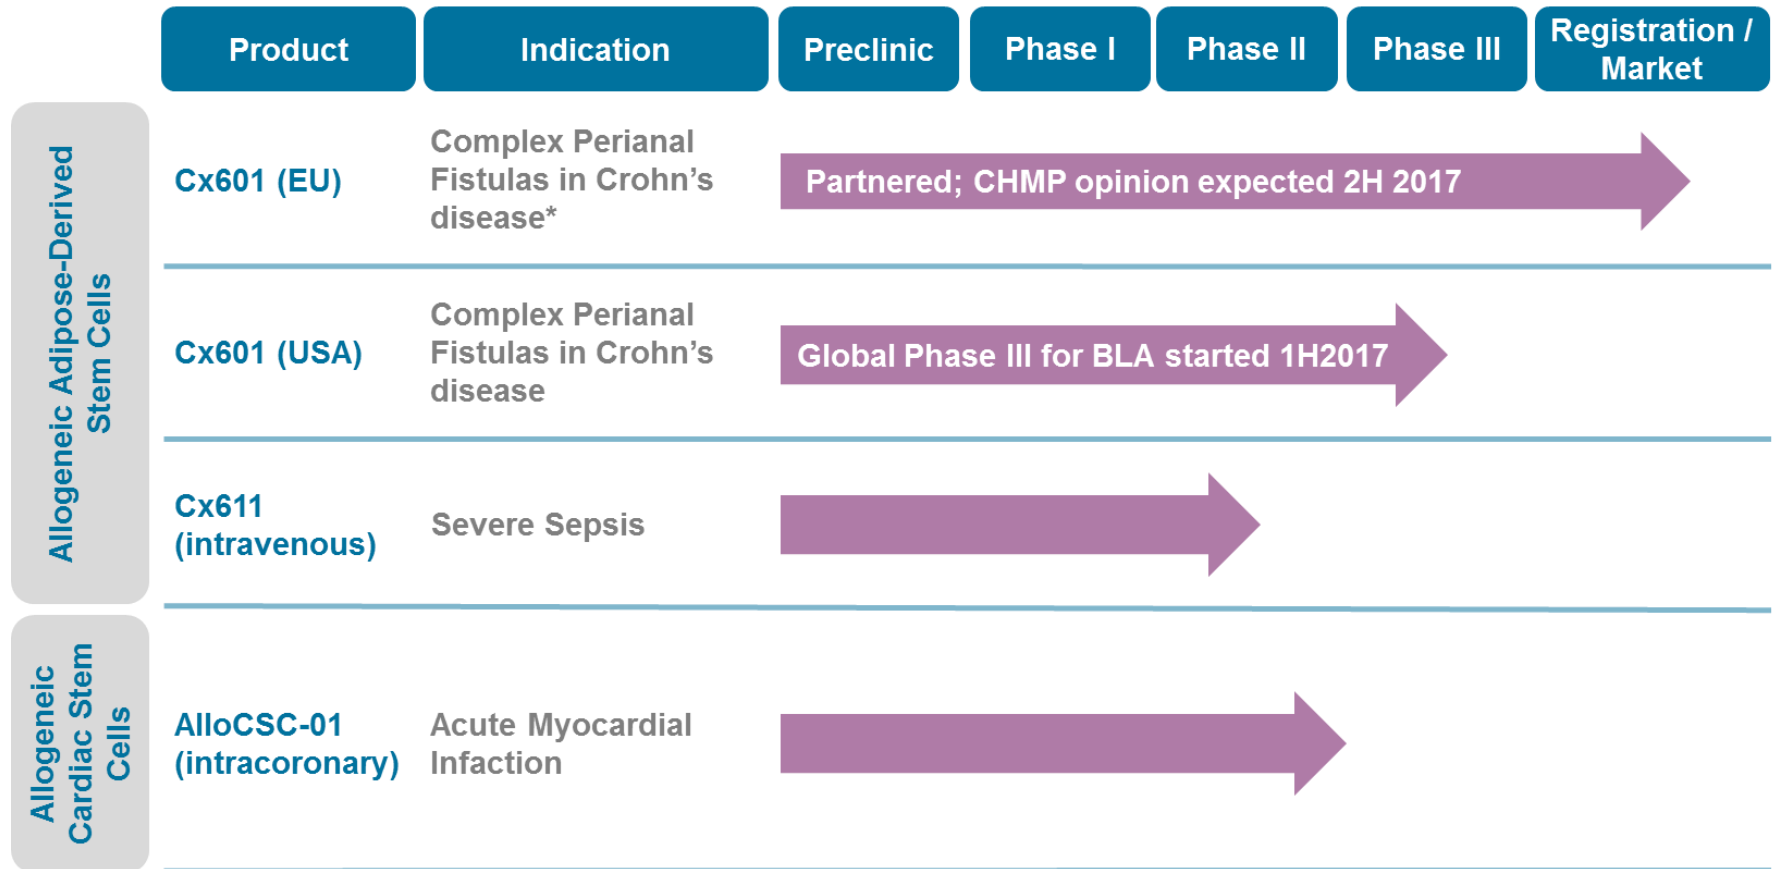 Product
Indication
Preclinic
Phase I
Phase II
Phase III
Registration /
Market
Allogeneic Adipose-Derived
Stem Cells
Cx601 (EU)
Complex Perianal
Fistulas in Crohn’s
disease*
Partnered; CHMP opinion expected 2H 2017
Cx601 (USA)
Complex Perianal
Fistulas in Crohn’s
disease
Global Phase III for BLA started 1H2017
Cx611
(intravenous)
Severe Sepsis
Allogeneic
Cardiac Stem
Cells
AlloCSC-01
(intracoronary)
Acute Myocardial
Infaction